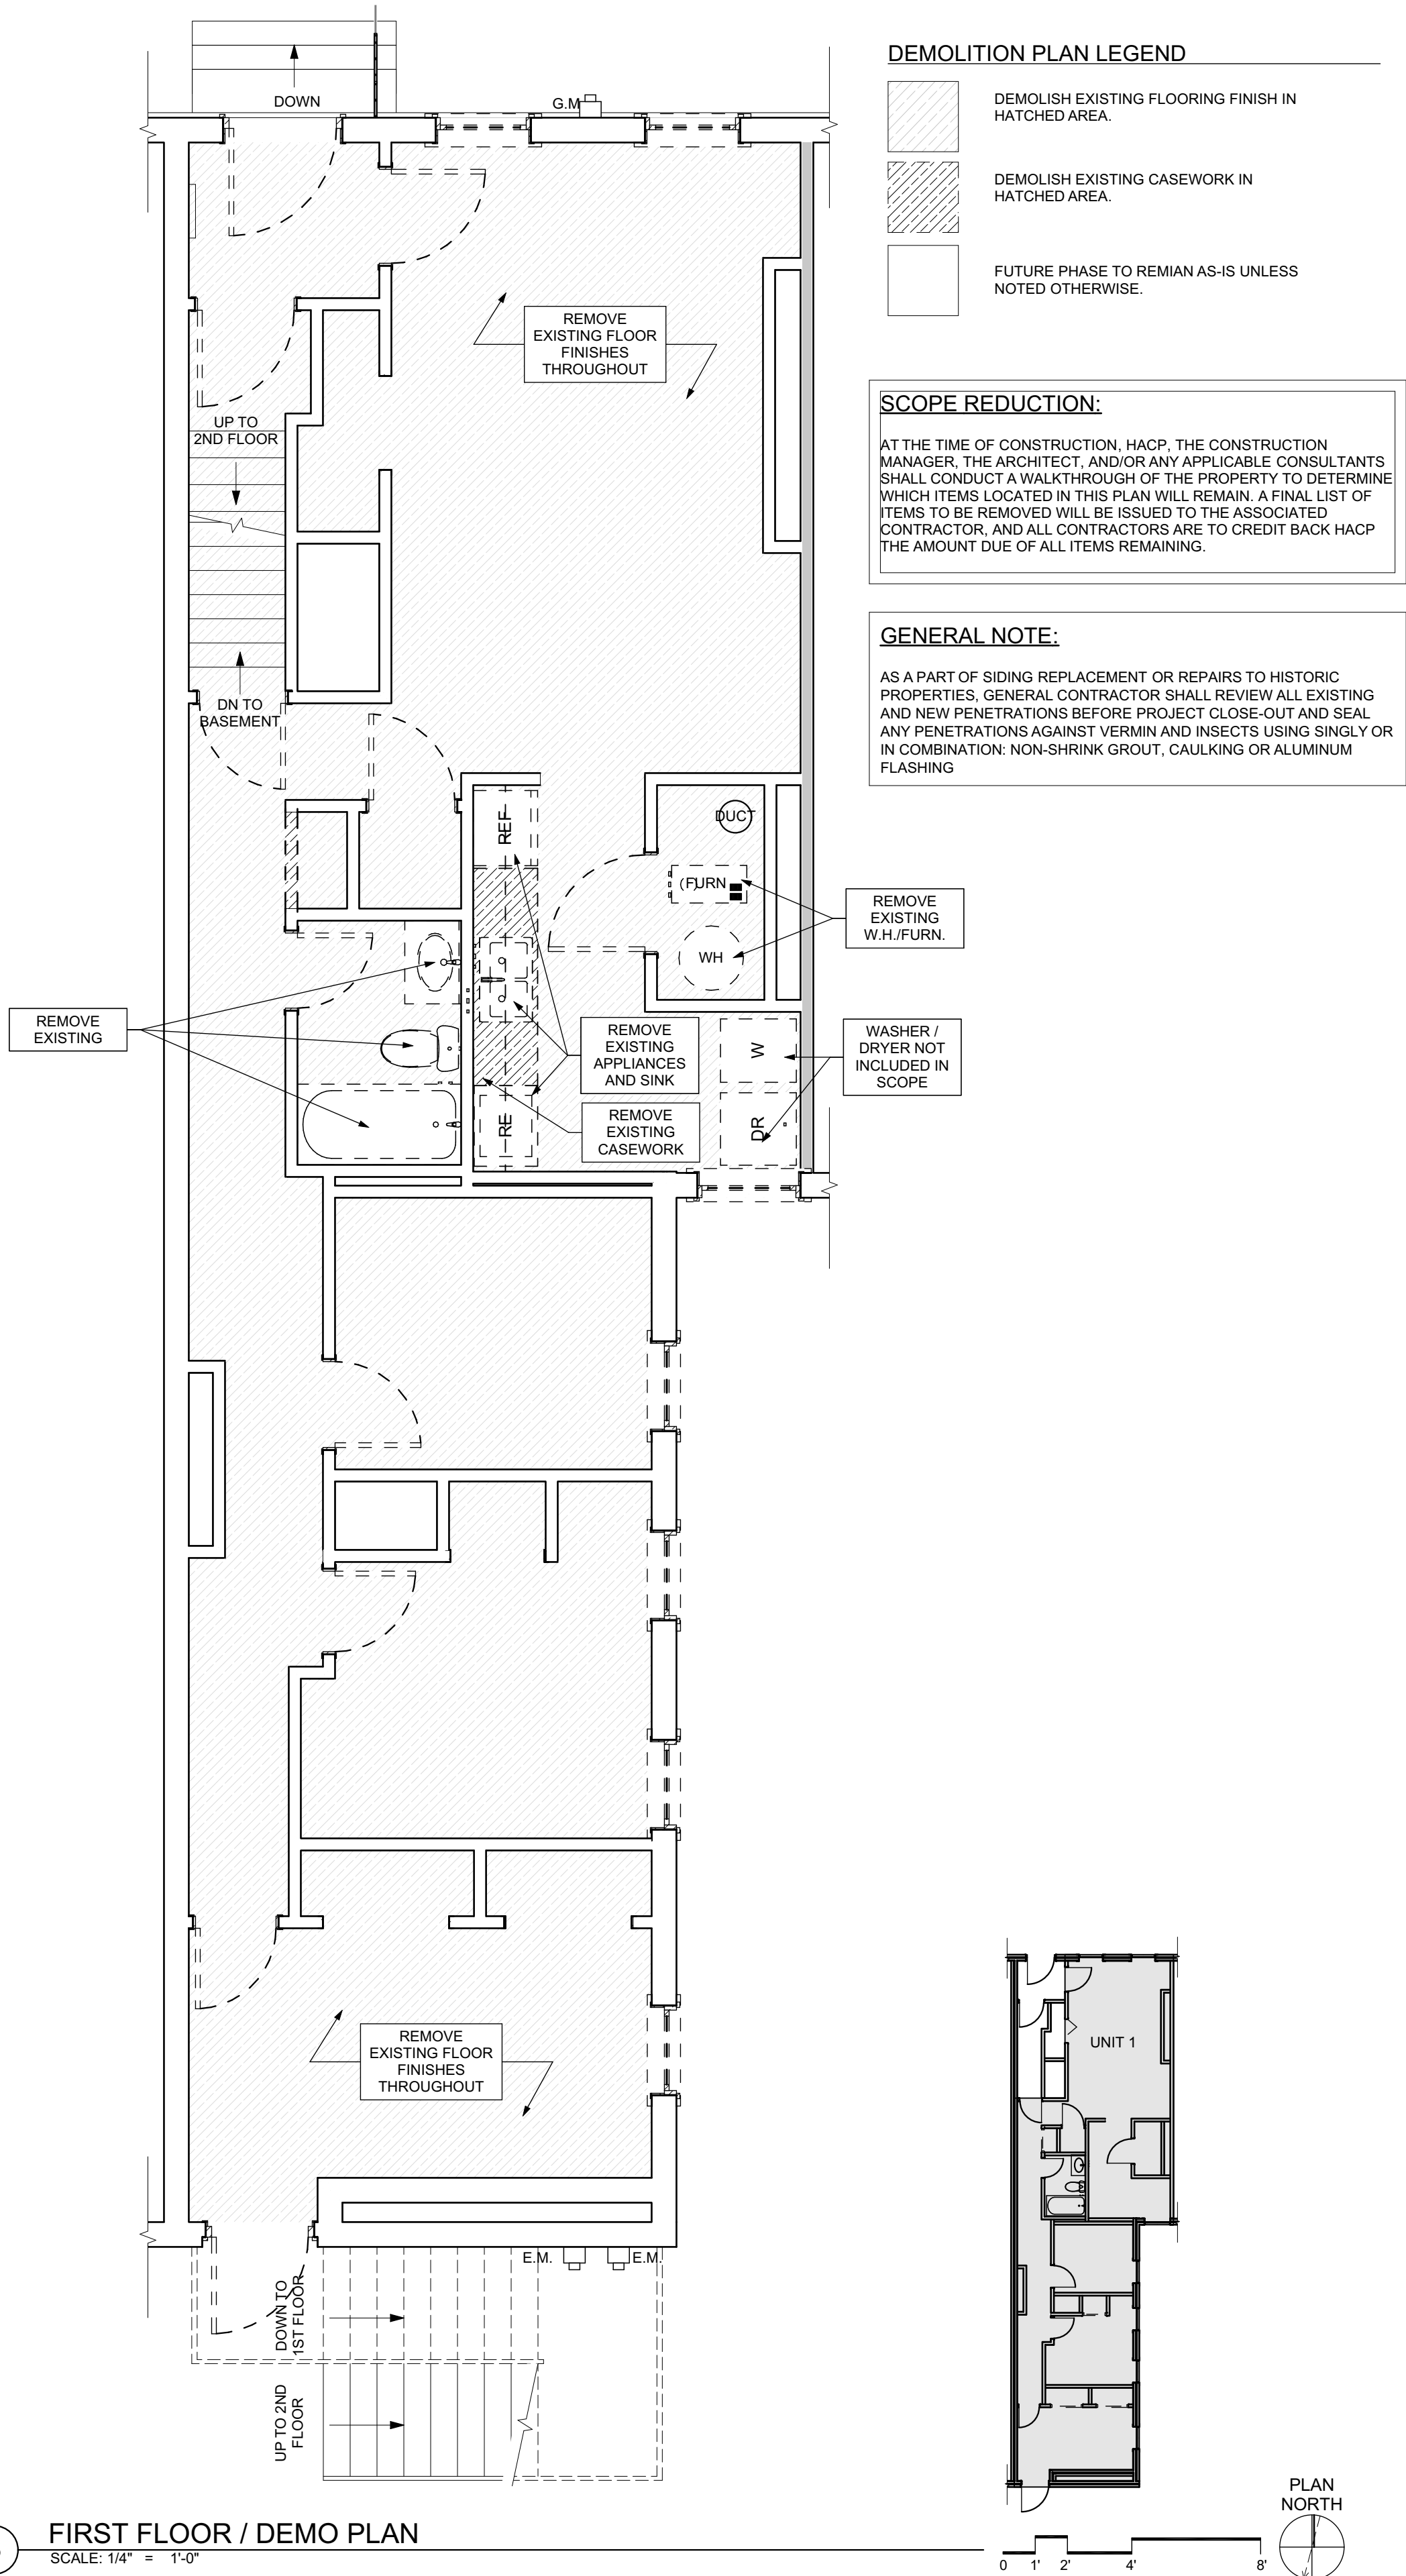 DOWN
G.M
REMOVE
EXISTING FLOOR
FINISHES
THROUGHOUT
UP TO
2ND FLOOR
DN TO
BASEMENT
REF
DUCT
( )FURN
WH
REMOVE
EXISTING
W.H./FURN.
REMOVE
EXISTING
REMOVE
EXISTING
APPLIANCES
AND SINK
W
WASHER /
DRYER NOT
INCLUDED IN
SCOPE
DR
RE
REMOVE
EXISTING
CASEWORK
REMOVE
EXISTING FLOOR
FINISHES
THROUGHOUT
E.M.
E.M.
DOWN TO
1ST FLOOR
UP TO 2ND
FLOOR
DEMOLITION PLAN LEGEND
DEMOLISH EXISTING FLOORING FINISH IN
HATCHED AREA.
DEMOLISH EXISTING CASEWORK IN
HATCHED AREA.
FUTURE PHASE TO REMIAN AS-IS UNLESS
NOTED OTHERWISE.
SCOPE REDUCTION:
AT THE TIME OF CONSTRUCTION, HACP, THE CONSTRUCTION
MANAGER, THE ARCHITECT, AND/OR ANY APPLICABLE CONSULTANTS
SHALL CONDUCT A WALKTHROUGH OF THE PROPERTY TO DETERMINE
WHICH ITEMS LOCATED IN THIS PLAN WILL REMAIN. A FINAL LIST OF
ITEMS TO BE REMOVED WILL BE ISSUED TO THE ASSOCIATED
CONTRACTOR, AND ALL CONTRACTORS ARE TO CREDIT BACK HACP
THE AMOUNT DUE OF ALL ITEMS REMAINING.
GENERAL NOTE:
AS A PART OF SIDING REPLACEMENT OR REPAIRS TO HISTORIC
PROPERTIES, GENERAL CONTRACTOR SHALL REVIEW ALL EXISTING
AND NEW PENETRATIONS BEFORE PROJECT CLOSE-OUT AND SEAL
ANY PENETRATIONS AGAINST VERMIN AND INSECTS USING SINGLY OR
IN COMBINATION: NON-SHRINK GROUT, CAULKING OR ALUMINUM
FLASHING
UNIT 1
PLAN
NORTH
0 1' 2' 4' 8'
FIRST FLOOR / DEMO PLAN
SCALE: 1/4" = 1'-0"